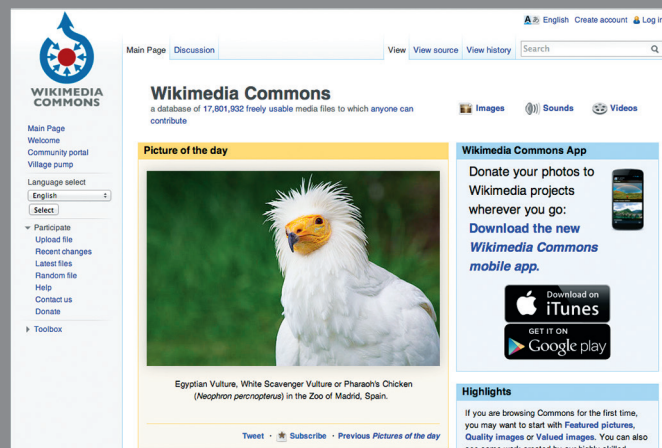 Aあ English Create account Log in
WIKIMEDIA
COMMONS
Main Page Discussion View View source View history Search
Main Page
Welcome
Community portal
Village pump
Language select
English
Select
Participate
Upload file
Recent changes
Latest files
Random file
Help
Contact us
Donate
Toolbox
Wikimedia Commons
a database of 17,801,932 freely usable media files to which anyone can
contribute
Images Sounds Videos
Picture of the day
Egyptian Vulture, White Scavenger Vulture or Pharaoh's Chicken
(Neophron percnopterus) in the Zoo of Madrid, Spain.
Tweet · Subscribe · Previous Pictures of the day
Wikimedia Commons App
Donate your photos to
Wikimedia projects
wherever you go:
Download the new
Wikimedia Commons
mobile app.
Download on
iTunes
GET IT ON
Google play
Highlights
If you are browsing Commons for the first time,
you may want to start with Featured pictures,
Quality images or Valued images. You can also